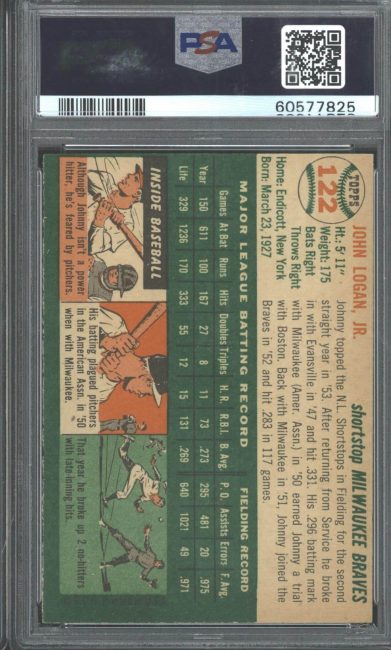 PSA
60577825
TOPPS
122
JOHN LOGAN, JR.
shortstop MILWAUKEE BRAVES
Ht.: 5' 11"
Weight: 175
Bats Right
Throws Right
Home: Endicott, New York
Born: March 23, 1927
Johnny topped the N.L. Shortstops in Fielding for the second
straight year in '53. After returning from Service he broke
in with Evansville in '47 and hit .331. His .296 batting mark
with Milwaukee (Amer. Assn.) in '50 earned Johnny a trial
with Boston. Back with Milwaukee in '51, Johnny joined the
Braves in '52 and hit .283 in 117 games.
MAJOR LEAGUE BATTING RECORD FIELDING RECORD
Games At Bat Runs Hits Doubles Triples H.R. R.B.I. B. Avg. P.O. Assists Errors F. Avg.
Year 150 611 100 167 27 8 11 73 .273 295 481 20 .975
Life 329 1236 170 333 55 12 15 131 .269 640 1021 49 .971
INSIDE BASEBALL
Although Johnny isn't a power
hitter, he's feared by pitchers.
His batting plagued pitchers
in the American Assn. in '50
when with Milwaukee.
That year, he broke up 2 no-hitters
with late-inning hits.